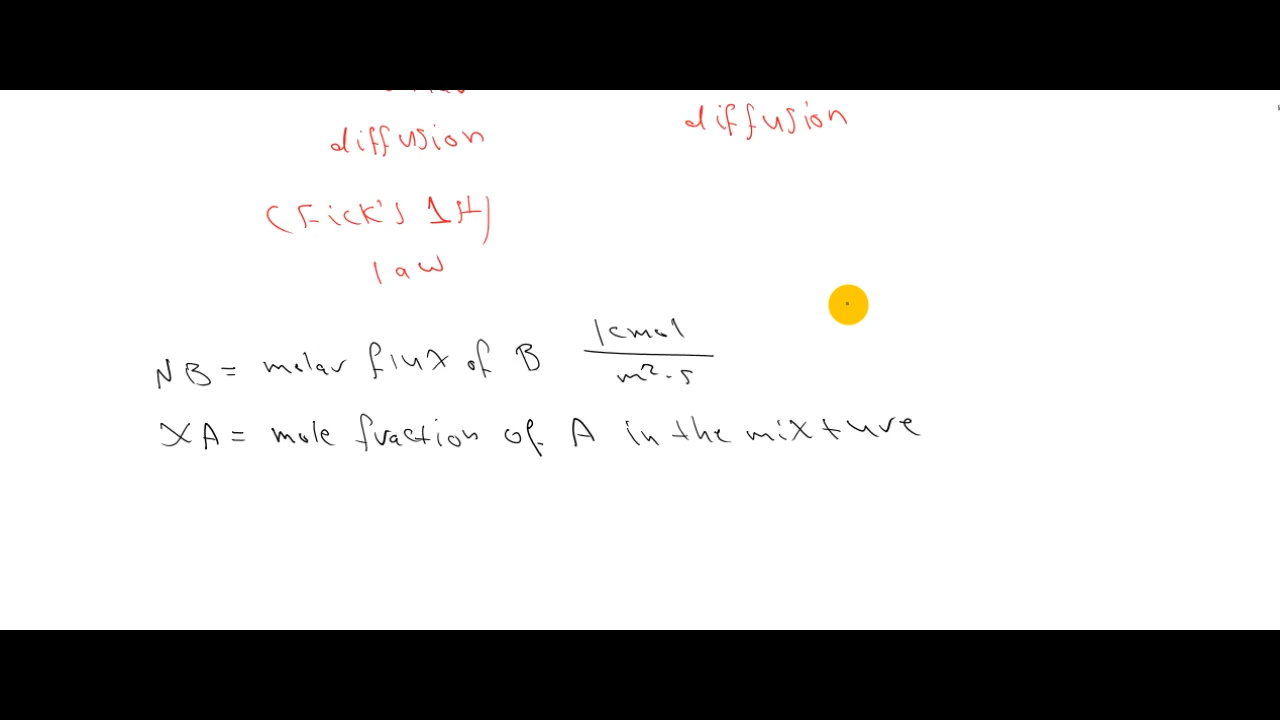 diffusion
diffusion
(Fick's 1st)
law
NB = molar flux of B kmol / m².s
XA = mole fraction of A in the mixture